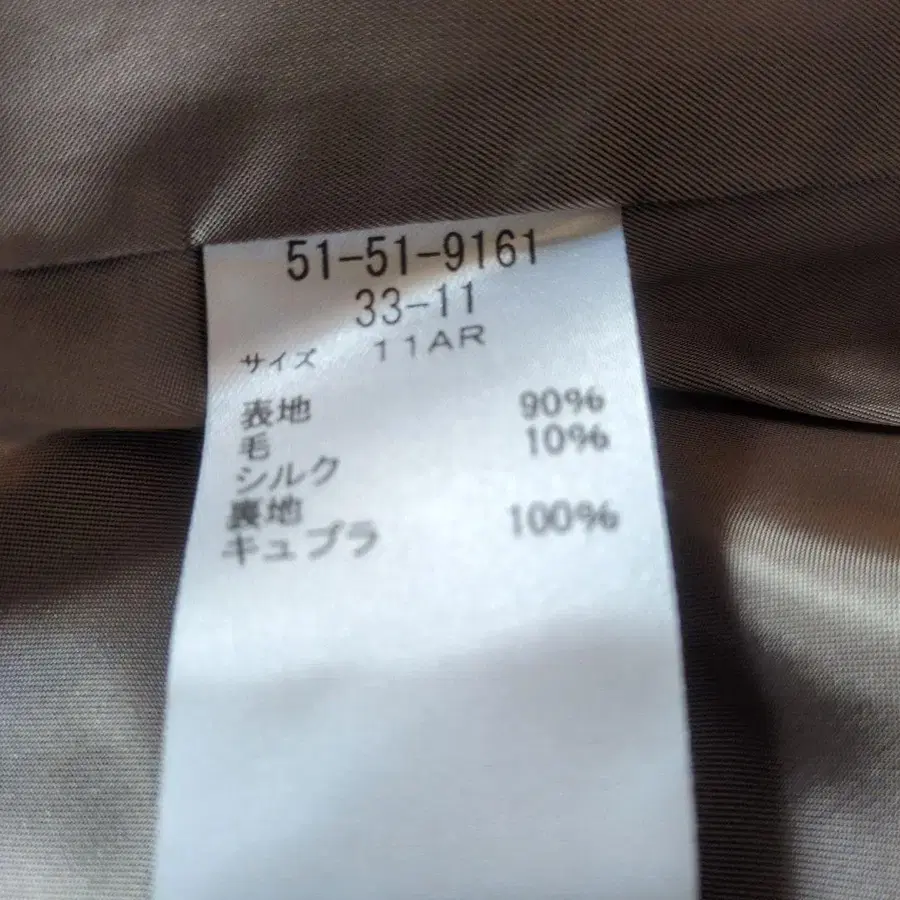 51-51-9161
33-11
サイズ 11AR
表地 90%
毛 10%
シルク
裏地 100%
キュプラ